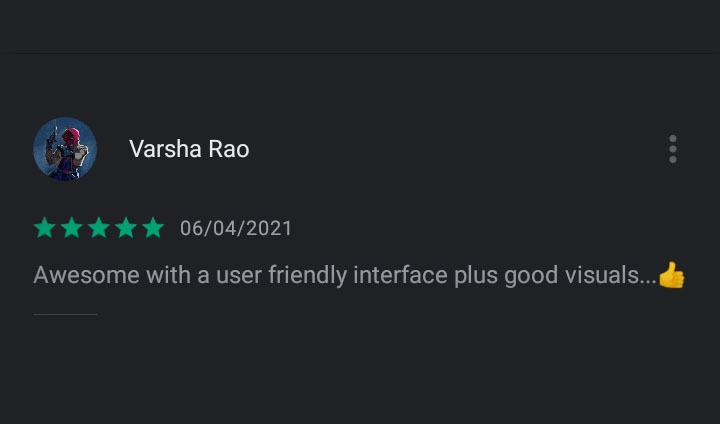 Varsha Rao
06/04/2021
Awesome with a user friendly interface plus good visuals...👍